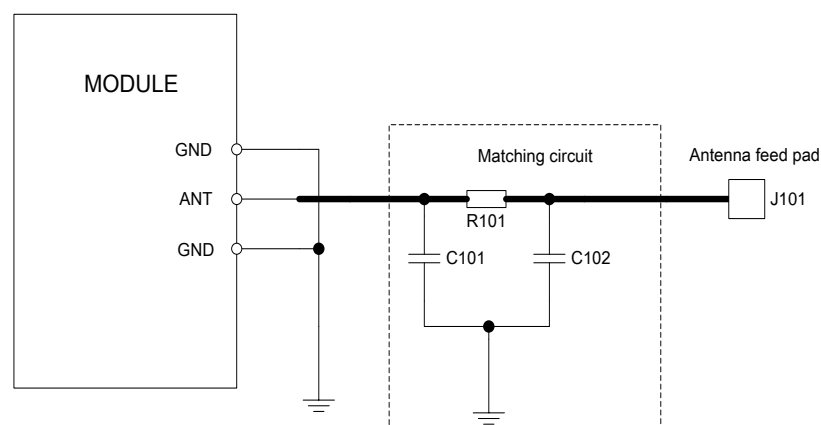 MODULE
GND
Matching circuit
Antenna feed pad
ANT
R101
J101
GND
C101
C102